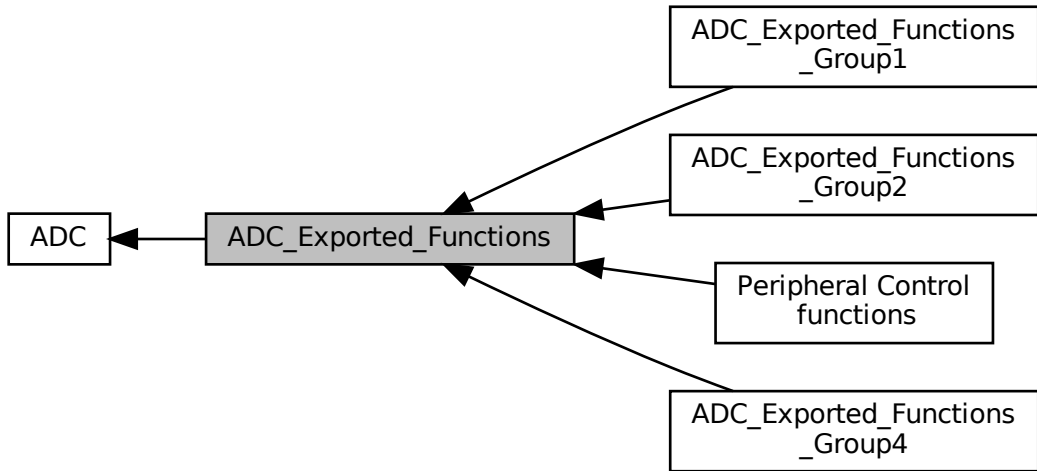 ADC_Exported_Functions
_Group1
ADC_Exported_Functions
_Group2
ADC
ADC_Exported_Functions
Peripheral Control
functions
ADC_Exported_Functions
_Group4